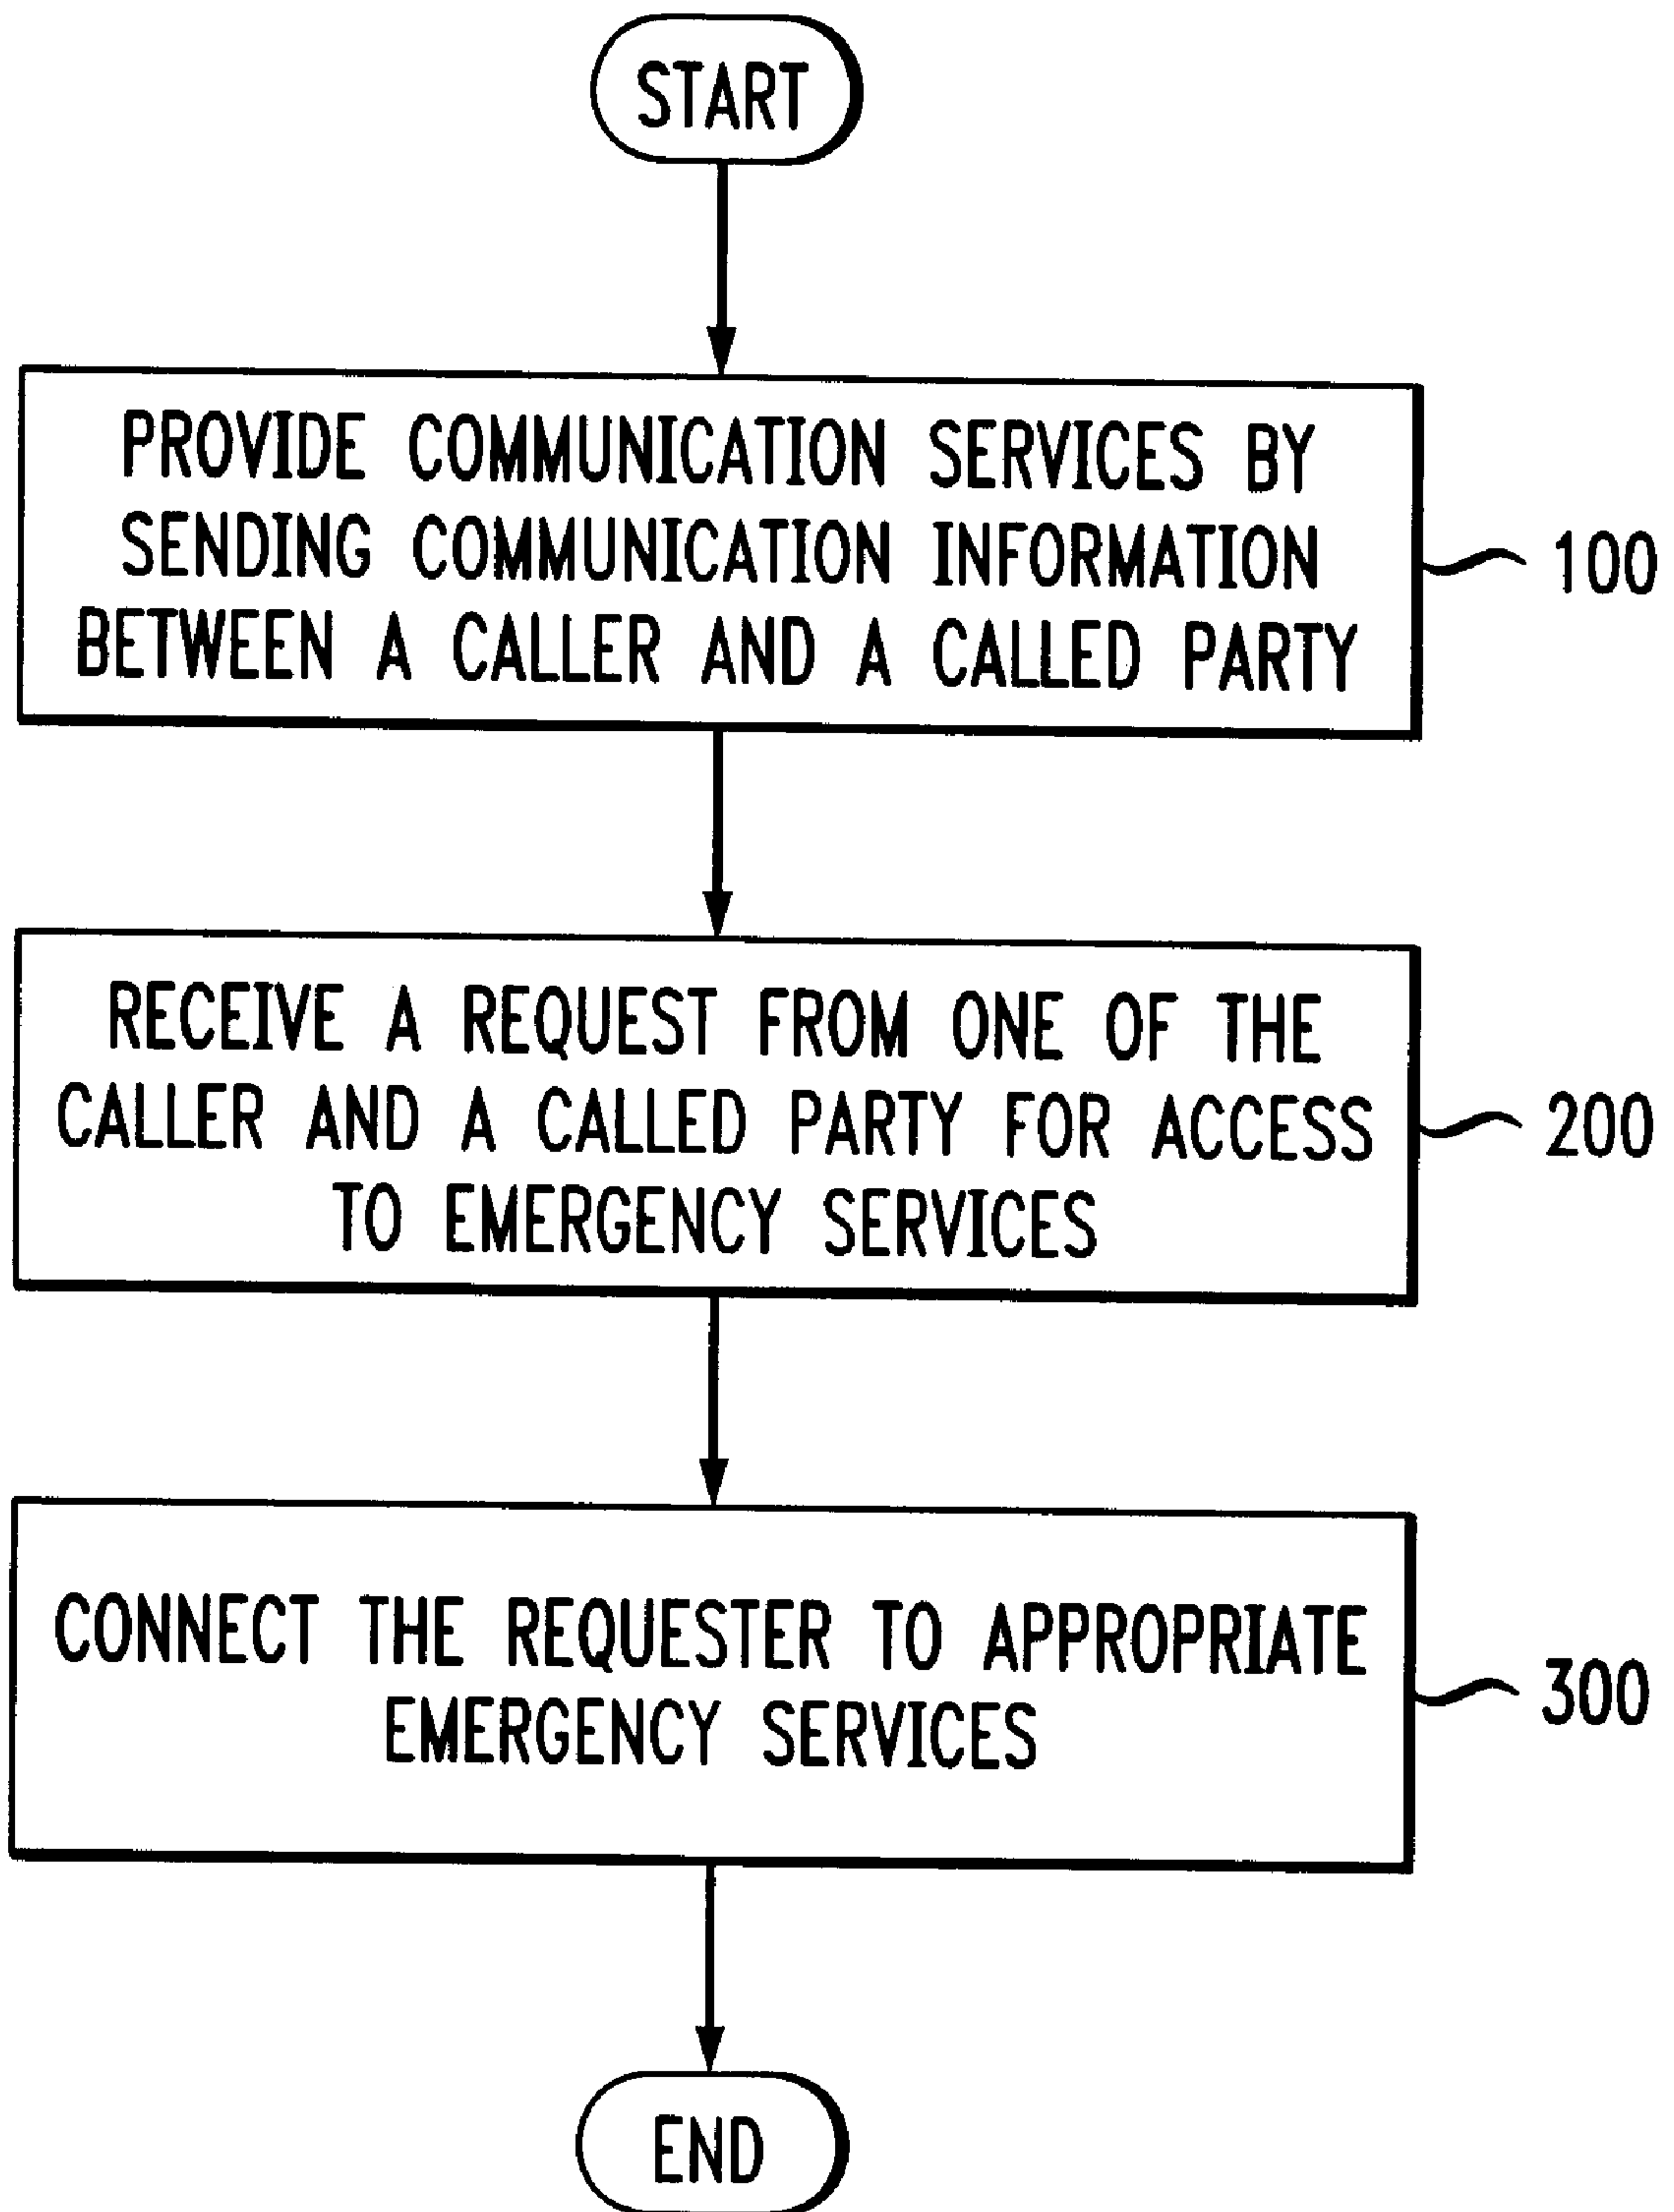 START
PROVIDE COMMUNICATION SERVICES BY
SENDING COMMUNICATION INFORMATION
BETWEEN A CALLER AND A CALLED PARTY
100
RECEIVE A REQUEST FROM ONE OF THE
CALLER AND A CALLED PARTY FOR ACCESS
TO EMERGENCY SERVICES
200
CONNECT THE REQUESTER TO APPROPRIATE
EMERGENCY SERVICES
300
END